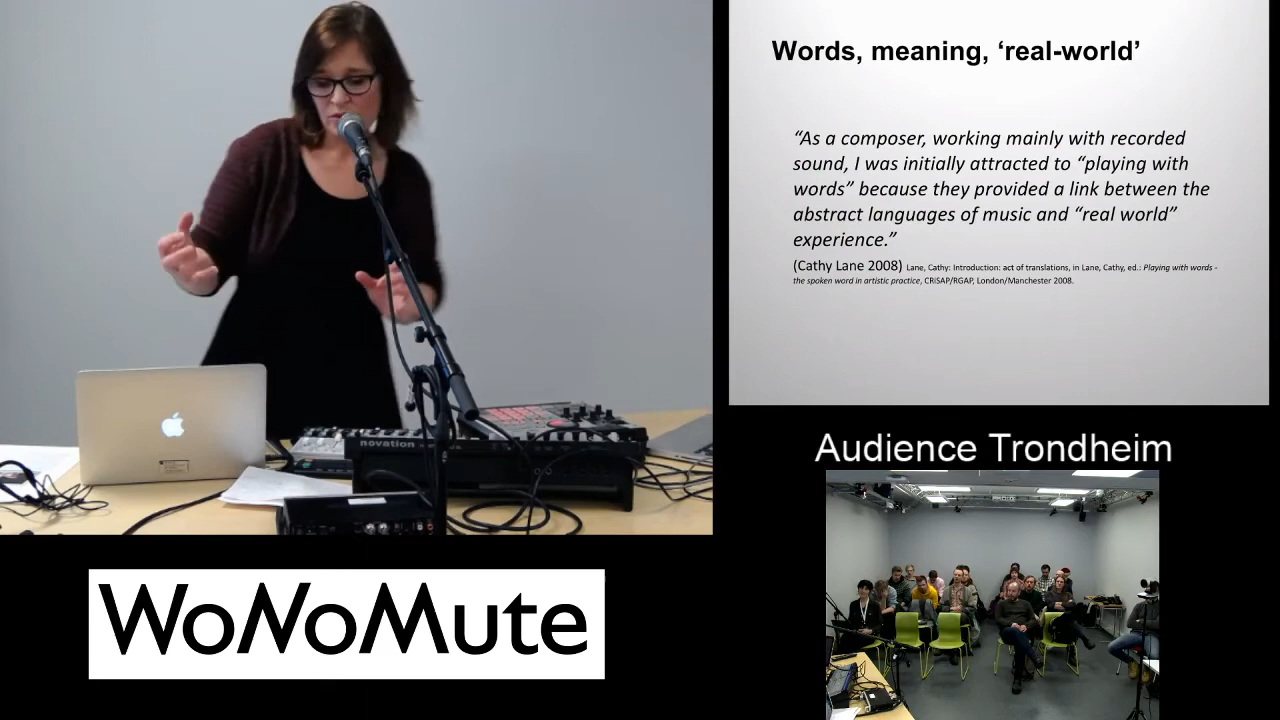 Words, meaning, ‘real-world’
“As a composer, working mainly with recorded
sound, I was initially attracted to “playing with
words” because they provided a link between the
abstract languages of music and “real world”
experience.”
(Cathy Lane 2008) Lane, Cathy: Introduction: act of translations, in Lane, Cathy, ed.: Playing with words -
the spoken word in artistic practice, CRiSAP/RGAP, London/Manchester 2008.
novation
Audience Trondheim
WoNoMute